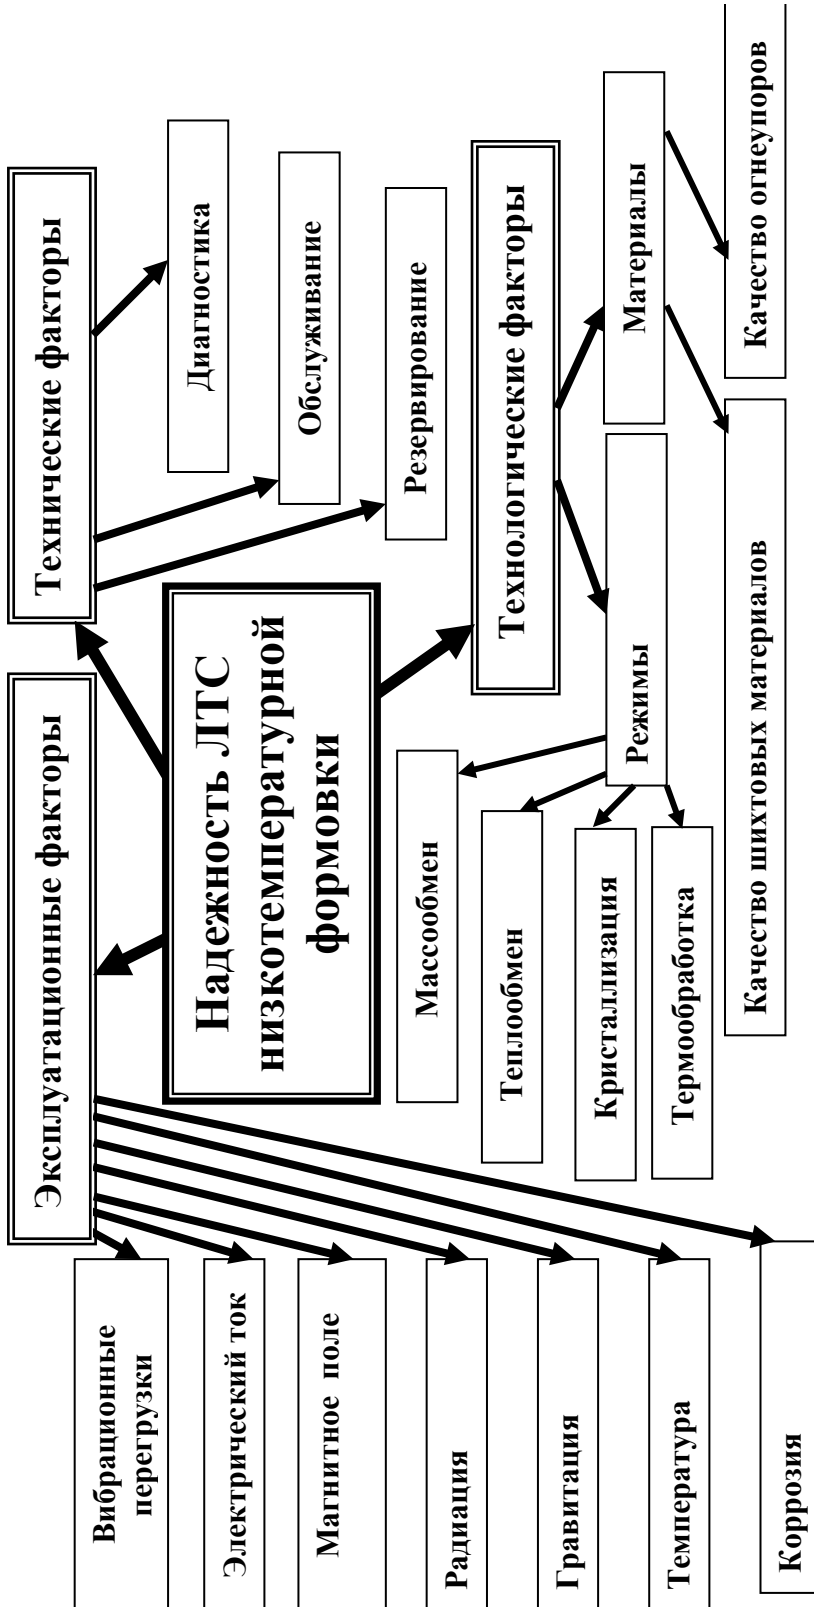 Эксплуатационные факторы
Технические факторы
Вибрационные
перегрузки
Электрический ток
Магнитное поле
Радиация
Гравитация
Температура
Коррозия
Надежность ЛТС
низкотемпературной
формовки
Диагностика
Обслуживание
Резервирование
Технологические факторы
Массообмен
Теплообмен
Кристаллизация
Термообработка
Режимы
Материалы
Качество шихтовых материалов
Качество огнеупоров